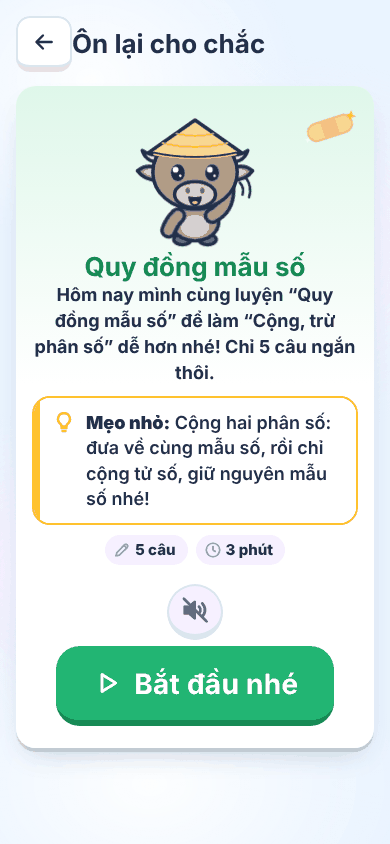 Ôn lại cho chắc
Quy đồng mẫu số
Hôm nay mình cùng luyện “Quy
đồng mẫu số” để làm “Cộng, trừ
phân số” dễ hơn nhé! Chỉ 5 câu ngắn
thôi.
Mẹo nhỏ: Cộng hai phân số:
đưa về cùng mẫu số, rồi chỉ
cộng tử số, giữ nguyên mẫu
số nhé!
5 câu
3 phút
Bắt đầu nhé